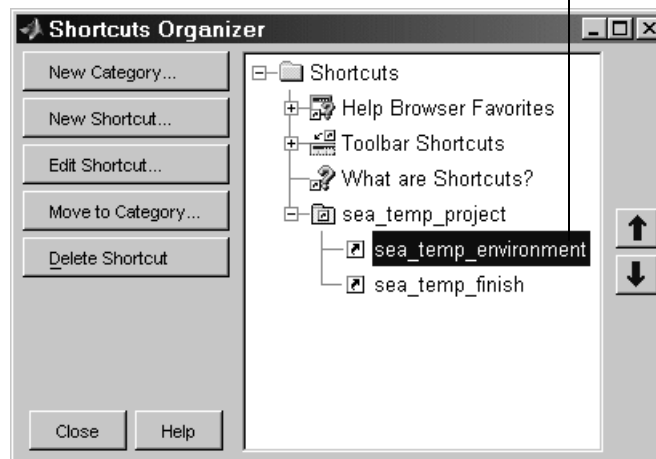 Shortcuts Organizer
New Category...
New Shortcut...
Edit Shortcut...
Move to Category...
Delete Shortcut
Close
Help
Shortcuts
Help Browser Favorites
Toolbar Shortcuts
What are Shortcuts?
sea_temp_project
sea_temp_environment
sea_temp_finish